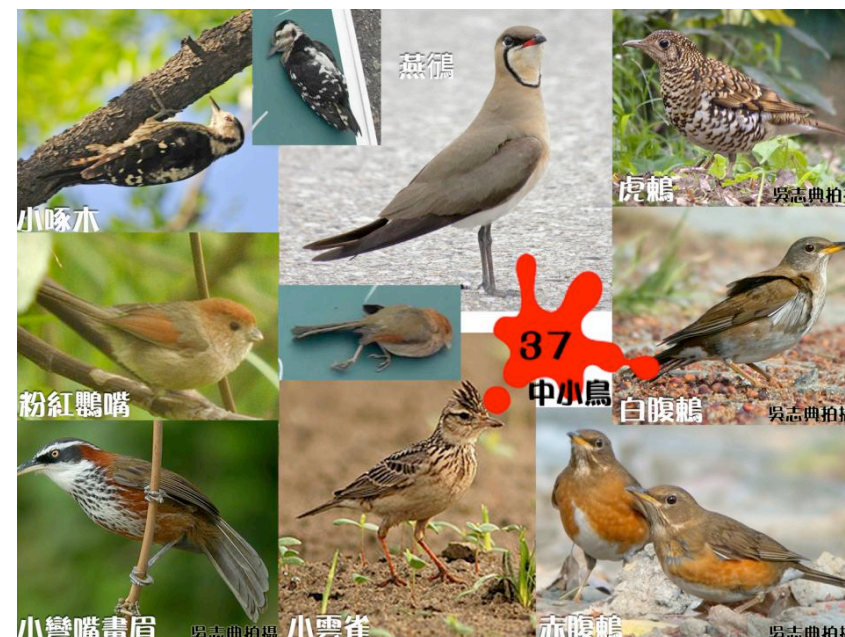 燕鴴
小啄木
虎鶇
吳志典拍
粉紅鸚嘴
37
中小鳥
白腹鶇
吳志典拍攝
小彎嘴畫眉
吳志典拍攝
小雲雀
赤腹鶇
吳志典拍攝